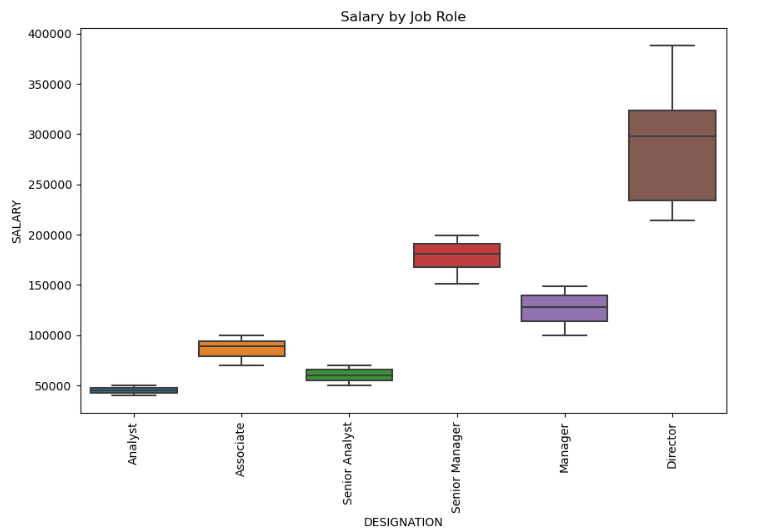 Salary by Job Role
SALARY
400000
350000
300000
250000
200000
150000
100000
50000
Analyst
Associate
Senior Analyst
Senior Manager
Manager
Director
DESIGNATION